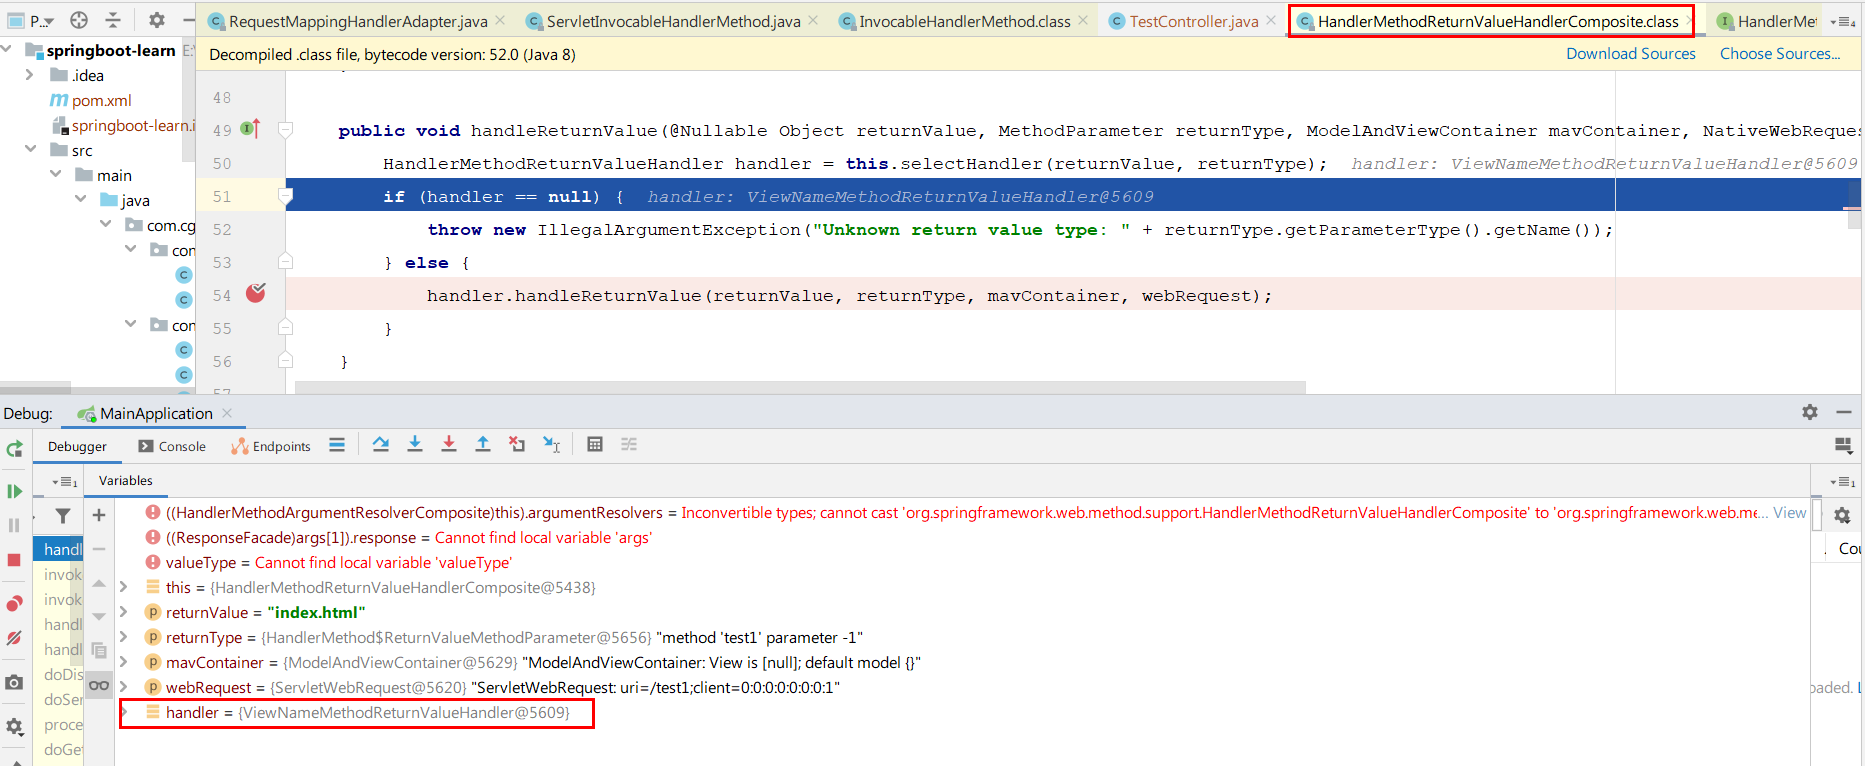 P...
RequestMappingHandlerAdapter.java
ServletInvocableHandlerMethod.java
InvocableHandlerMethod.class
TestController.java
HandlerMethodReturnValueHandlerComposite.class
HandlerMet
4
springboot-learn E:\
.idea
pom.xml
springboot-learn.i
src
main
java
com.cg
con
con
Decompiled .class file, bytecode version: 52.0 (Java 8)
Download Sources
Choose Sources...
48
49 public void handleReturnValue(@Nullable Object returnValue, MethodParameter returnType, ModelAndViewContainer mavContainer, NativeWebReques
50 HandlerMethodReturnValueHandler handler = this.selectHandler(returnValue, returnType); handler: ViewNameMethodReturnValueHandler@5609
51 if (handler == null) { handler: ViewNameMethodReturnValueHandler@5609
52 throw new IllegalArgumentException("Unknown return value type: " + returnType.getParameterType().getName());
53 } else {
54 handler.handleReturnValue(returnValue, returnType, mavContainer, webRequest);
55 }
56 }
Debug: MainApplication
Debugger
Console
Endpoints
1
Variables
1
handl
invok
invok
handl
handl
doDis
doSer
proce
doGet
((HandlerMethodArgumentResolverComposite)this).argumentResolvers = Inconvertible types; cannot cast 'org.springframework.web.method.support.HandlerMethodReturnValueHandlerComposite' to 'org.springframework.web.me... View
((ResponseFacade)args[1]).response = Cannot find local variable 'args'
valueType = Cannot find local variable 'valueType'
this = {HandlerMethodReturnValueHandlerComposite@5438}
returnValue = "index.html"
returnType = {HandlerMethod$ReturnValueMethodParameter@5656} "method 'test1' parameter -1"
mavContainer = {ModelAndViewContainer@5629} "ModelAndViewContainer: View is [null]; default model {}"
webRequest = {ServletWebRequest@5620} "ServletWebRequest: uri=/test1;client=0:0:0:0:0:0:0:1"
handler = {ViewNameMethodReturnValueHandler@5609}
Cou
oaded. L